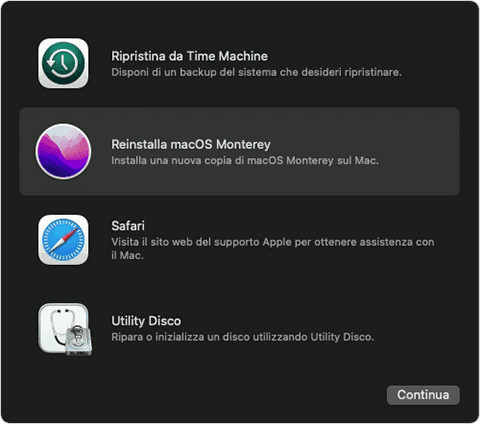 Ripristina da Time Machine
Disponi di un backup del sistema che desideri ripristinare.
Reinstalla macOS Monterey
Installa una nuova copia di macOS Monterey sul Mac.
Safari
Visita il sito web del supporto Apple per ottenere assistenza con
il Mac.
Utility Disco
Ripara o inizializza un disco utilizzando Utility Disco.
Continua